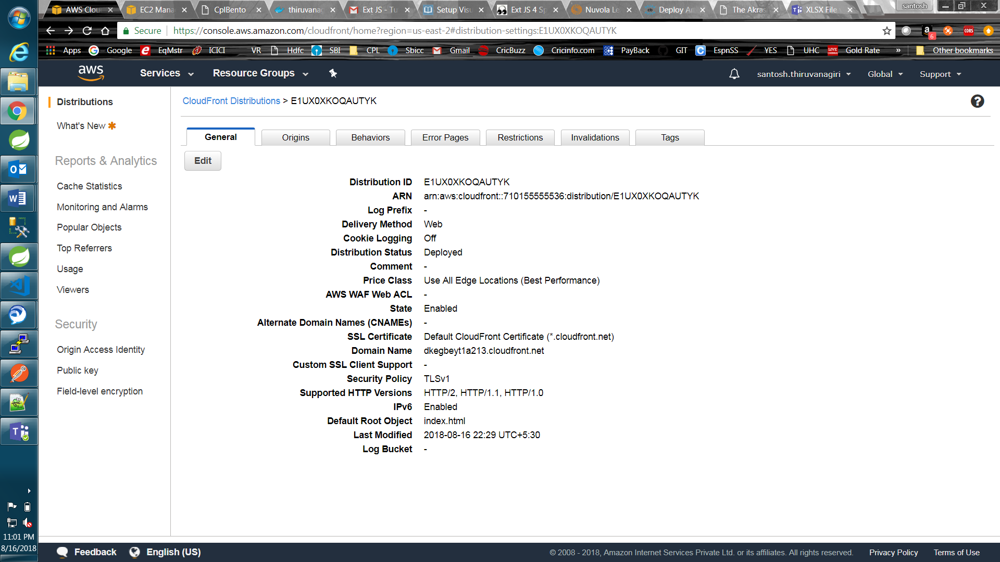 AWS Clou
EC2 Mana
CplBento
thiruvanag
Ext JS - Tu
Setup Visu
Ext JS 4 Sp
Nuvola Le
Deploy An
The Akras
XLSX File
santosh
Secure
https://console.aws.amazon.com/cloudfront/home?region=us-east-2#distribution-settings:E1UX0XKOQAUTYK
6
CORS
Apps Google EqMstr ICICI VR Hdfc SBI CPL Sbicc Gmail CricBuzz Cricinfo.com PayBack GIT EspnSS YES UHC Gold Rate » Other bookmarks
aws
Services
Resource Groups
santosh.thiruvanagiri
Global
Support
Distributions
What's New
Reports & Analytics
Cache Statistics
Monitoring and Alarms
Popular Objects
Top Referrers
Usage
Viewers
Security
Origin Access Identity
Public key
Field-level encryption
CloudFront Distributions > E1UX0XKOQAUTYK
General Origins Behaviors Error Pages Restrictions Invalidations Tags
Edit
Distribution ID E1UX0XKOQAUTYK
ARN arn:aws:cloudfront::710155555536:distribution/E1UX0XKOQAUTYK
Log Prefix -
Delivery Method Web
Cookie Logging Off
Distribution Status Deployed
Comment -
Price Class Use All Edge Locations (Best Performance)
AWS WAF Web ACL -
State Enabled
Alternate Domain Names (CNAMEs) -
SSL Certificate Default CloudFront Certificate (*.cloudfront.net)
Domain Name dkegbeyt1a213.cloudfront.net
Custom SSL Client Support -
Security Policy TLSv1
Supported HTTP Versions HTTP/2, HTTP/1.1, HTTP/1.0
IPv6 Enabled
Default Root Object index.html
Last Modified 2018-08-16 22:29 UTC+5:30
Log Bucket -
11:01 PM
8/16/2018
Feedback
English (US)
© 2008 - 2018, Amazon Internet Services Private Ltd. or its affiliates. All rights reserved.
Privacy Policy
Terms of Use